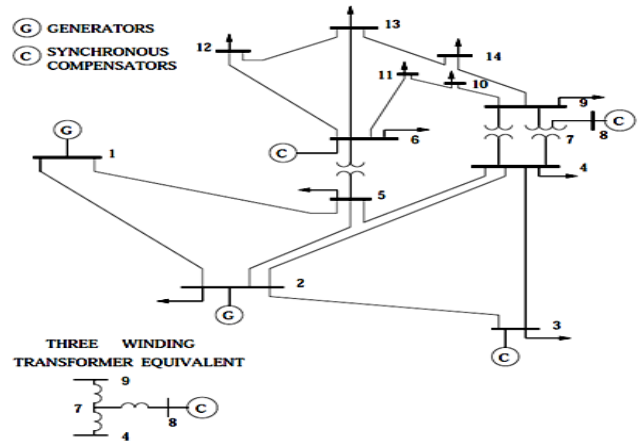 G GENERATORS
C SYNCHRONOUS
COMPENSATORS
13
12
14
11
10
9
G
C
7
8
1
C
6
4
5
2
G
3
C
THREE WINDING
TRANSFORMER EQUIVALENT
9
7
C
8
4